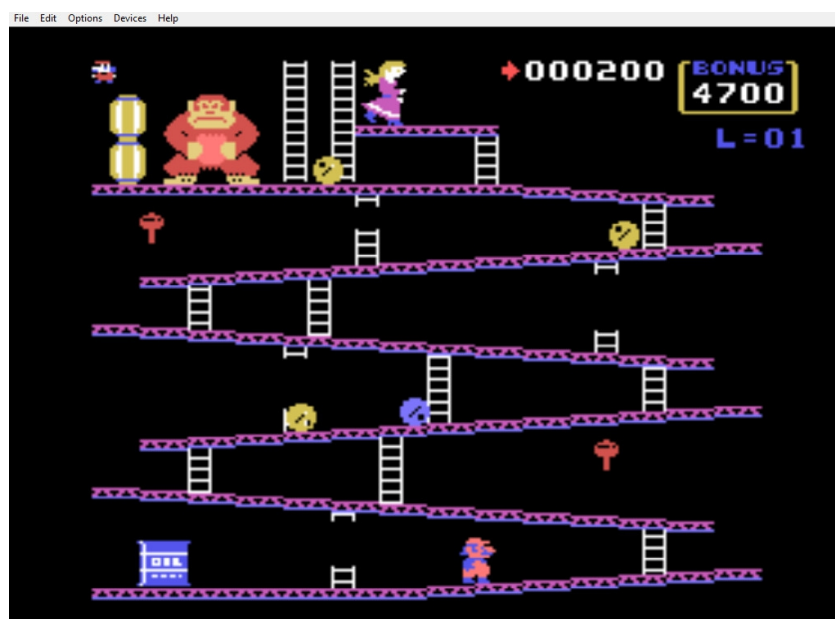 File Edit Options Devices Help
000200
BONUS
4700
L=01
OIL